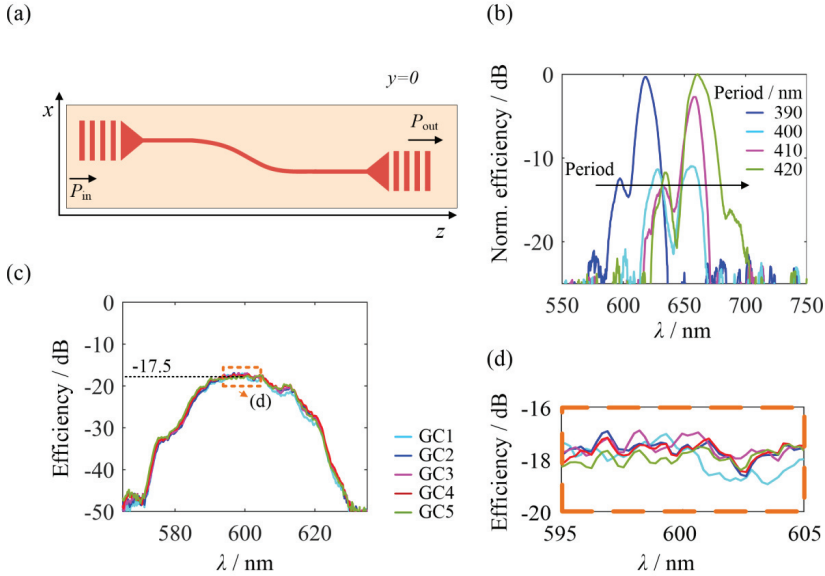 (a)
y=0
x
P_out
P_in
z
(b)
Norm. efficiency / dB
0
-10
-20
Period / nm
390
400
410
420
Period
550 600 650 700 750
λ / nm
(c)
Efficiency / dB
0
-10
-20
-30
-40
-50
-17.5
(d)
580 600 620
λ / nm
GC1
GC2
GC3
GC4
GC5
(d)
Efficiency / dB
-16
-18
-20
595 600 605
λ / nm